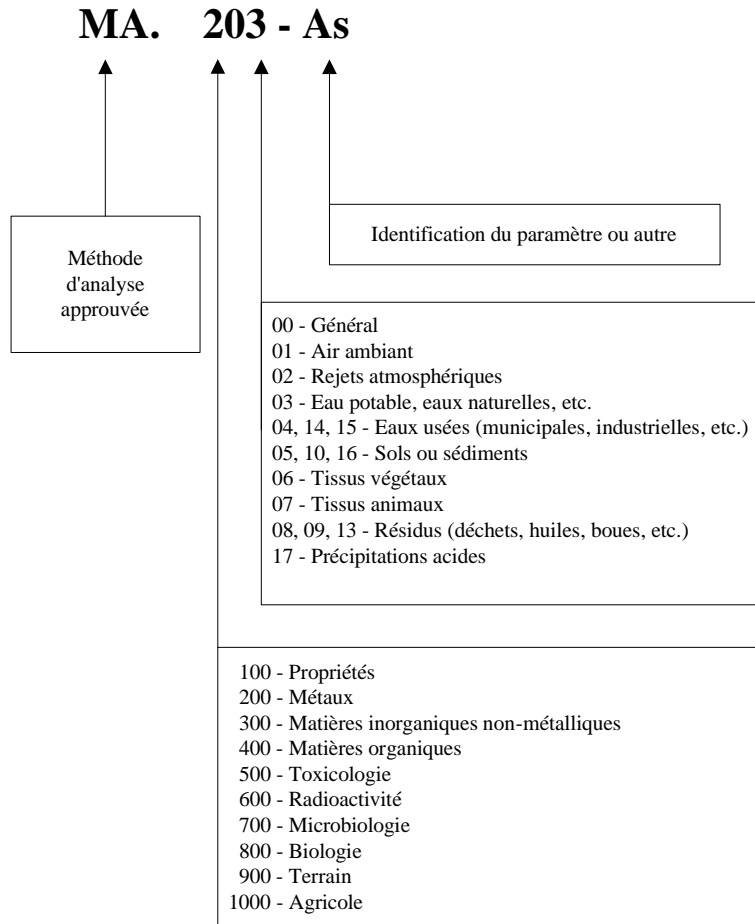 MA. 203 - As
Méthode
d'analyse
approuvée
Identification du paramètre ou autre
00 - Général
01 - Air ambiant
02 - Rejets atmosphériques
03 - Eau potable, eaux naturelles, etc.
04, 14, 15 - Eaux usées (municipales, industrielles, etc.)
05, 10, 16 - Sols ou sédiments
06 - Tissus végétaux
07 - Tissus animaux
08, 09, 13 - Résidus (déchets, huiles, boues, etc.)
17 - Précipitations acides
100 - Propriétés
200 - Métaux
300 - Matières inorganiques non-métalliques
400 - Matières organiques
500 - Toxicologie
600 - Radioactivité
700 - Microbiologie
800 - Biologie
900 - Terrain
1000 - Agricole